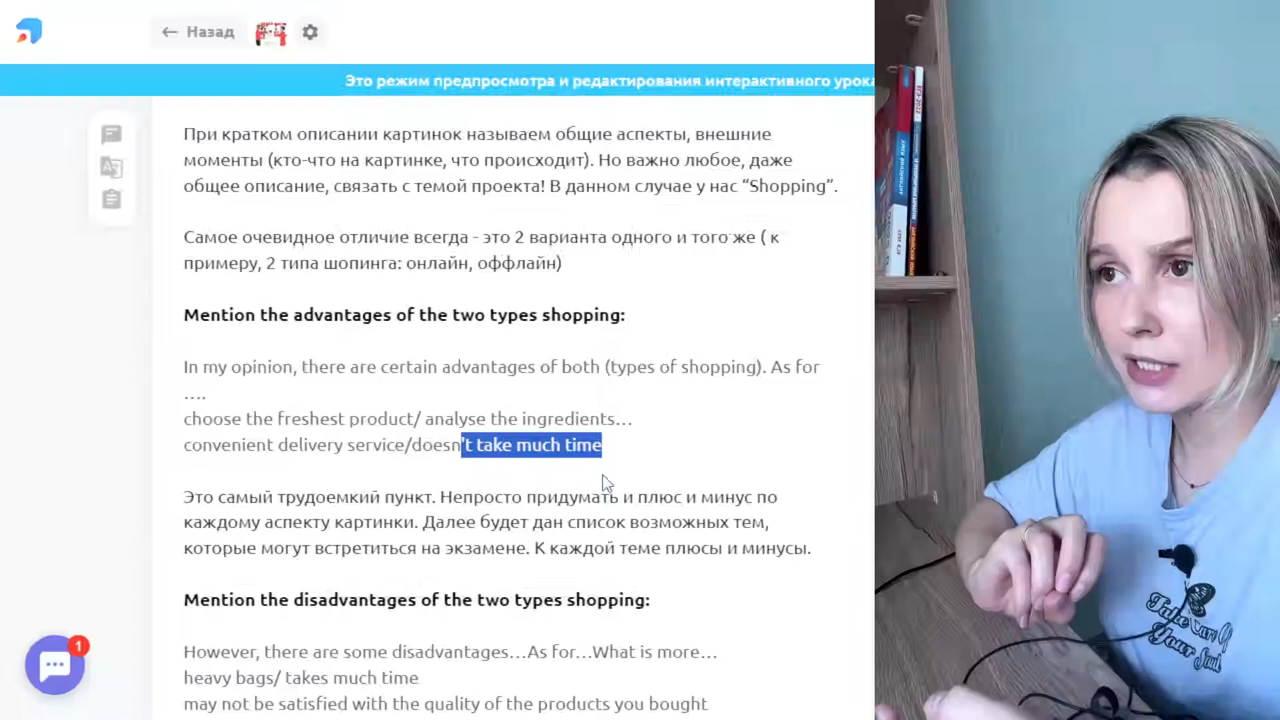 Назад
Это режим предпросмотра и редактирования интерактивного урока
При кратком описании картинок называем общие аспекты, внешние
моменты (кто-что на картинке, что происходит). Но важно любое, даже
общее описание, связать с темой проекта! В данном случае у нас “Shopping”.
Самое очевидное отличие всегда - это 2 варианта одного и того же ( к
примеру, 2 типа шопинга: онлайн, оффлайн)
Mention the advantages of the two types shopping:
In my opinion, there are certain advantages of both (types of shopping). As for
….
choose the freshest product/ analyse the ingredients…
convenient delivery service/doesn't take much time
Это самый трудоемкий пункт. Непросто придумать и плюс и минус по
каждому аспекту картинки. Далее будет дан список возможных тем,
которые могут встретиться на экзамене. К каждой теме плюсы и минусы.
Mention the disadvantages of the two types shopping:
However, there are some disadvantages…As for…What is more…
heavy bags/ takes much time
may not be satisfied with the quality of the products you bought
1
Take Care Of
Your Soul